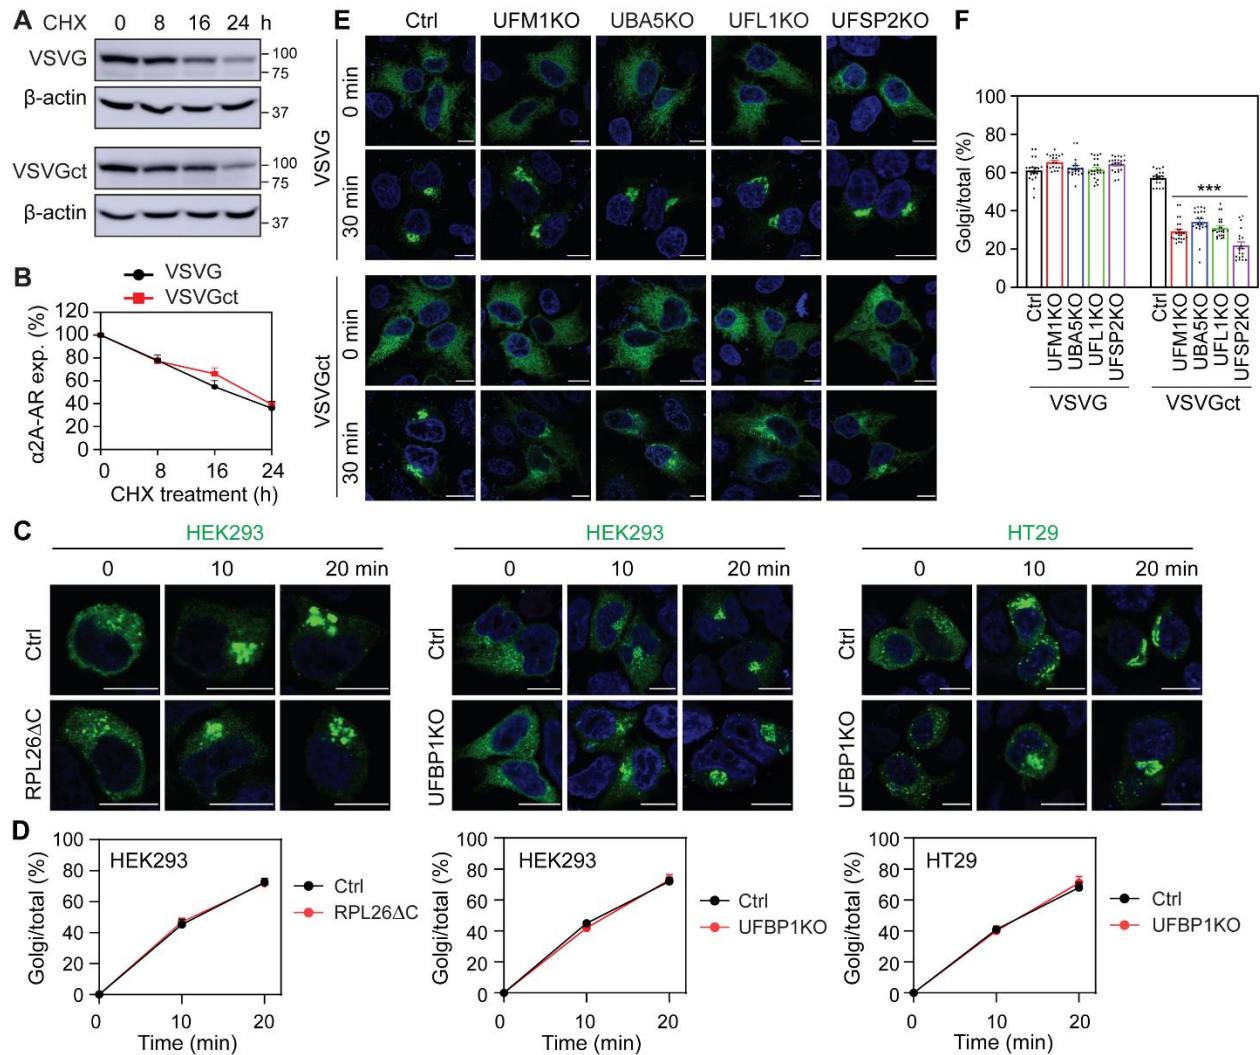 A
CHX 0 8 16 24 h
VSVG
100
75
β-actin
37
VSVGct
100
75
β-actin
37
B
VSVG
VSVGct
α2A-AR exp. (%)
120
100
80
60
40
20
0
0 8 16 24
CHX treatment (h)
E
Ctrl UFM1KO UBA5KO UFL1KO UFSP2KO
VSVG
0 min
30 min
VSVGct
0 min
30 min
F
Golgi/total (%)
100
80
60
40
20
0
***
Ctrl
UFM1KO
UBA5KO
UFL1KO
UFSP2KO
Ctrl
UFM1KO
UBA5KO
UFL1KO
UFSP2KO
VSVG
VSVGct
C
HEK293
0 10 20 min
Ctrl
RPL26ΔC
HEK293
0 10 20 min
Ctrl
UFBP1KO
HT29
0 10 20 min
Ctrl
UFBP1KO
D
HEK293
Golgi/total (%)
100
80
60
40
20
0
0 10 20
Time (min)
Ctrl
RPL26ΔC
HEK293
Golgi/total (%)
100
80
60
40
20
0
0 10 20
Time (min)
Ctrl
UFBP1KO
HT29
Golgi/total (%)
100
80
60
40
20
0
0 10 20
Time (min)
Ctrl
UFBP1KO